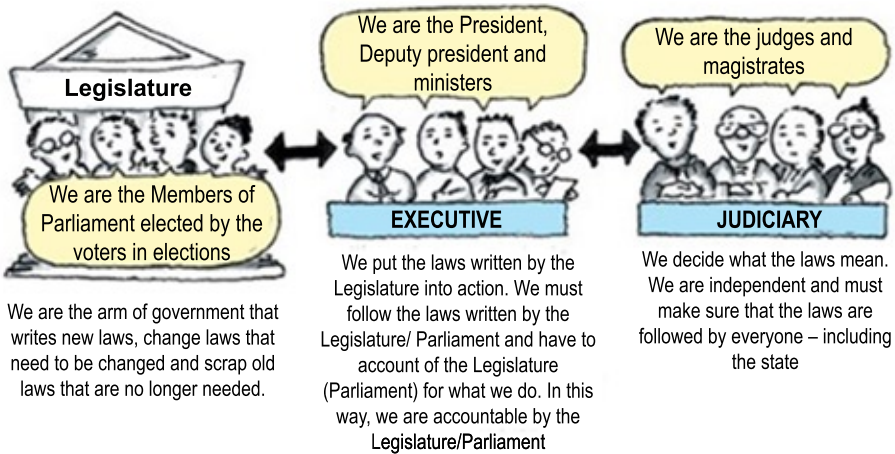 Legislature
We are the Members of
Parliament elected by the
voters in elections
We are the arm of government that
writes new laws, change laws that
need to be changed and scrap old
laws that are no longer needed.
We are the President,
Deputy president and
ministers
EXECUTIVE
We put the laws written by the
Legislature into action. We must
follow the laws written by the
Legislature/ Parliament and have to
account of the Legislature
(Parliament) for what we do. In this
way, we are accountable by the
Legislature/Parliament
We are the judges and
magistrates
JUDICIARY
We decide what the laws mean.
We are independent and must
make sure that the laws are
followed by everyone – including
the state